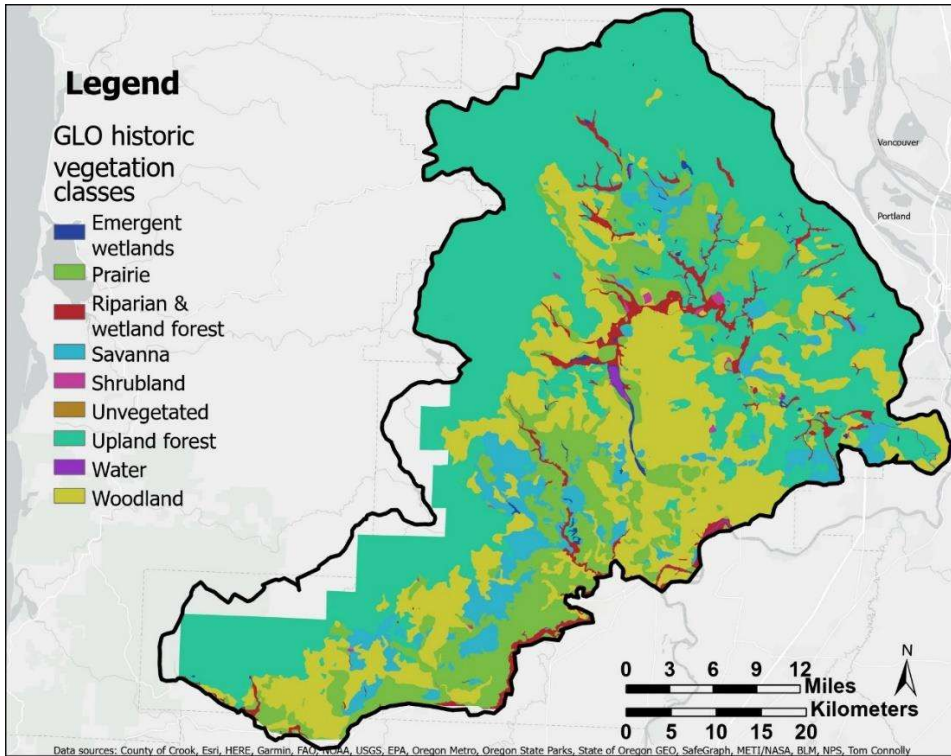 Legend
GLO historic
vegetation
classes
Emergent
wetlands
Prairie
Riparian &
wetland forest
Savanna
Shrubland
Unvegetated
Upland forest
Water
Woodland
Vancouver
Portland
N
0 3 6 9 12
Miles
Kilometers
0 5 10 15 20
Data sources: County of Crook, Esri, HERE, Garmin, FAO, NOAA, USGS, EPA, Oregon Metro, Oregon State Parks, State of Oregon GEO, SafeGraph, METI/NASA, BLM, NPS, Tom Connolly